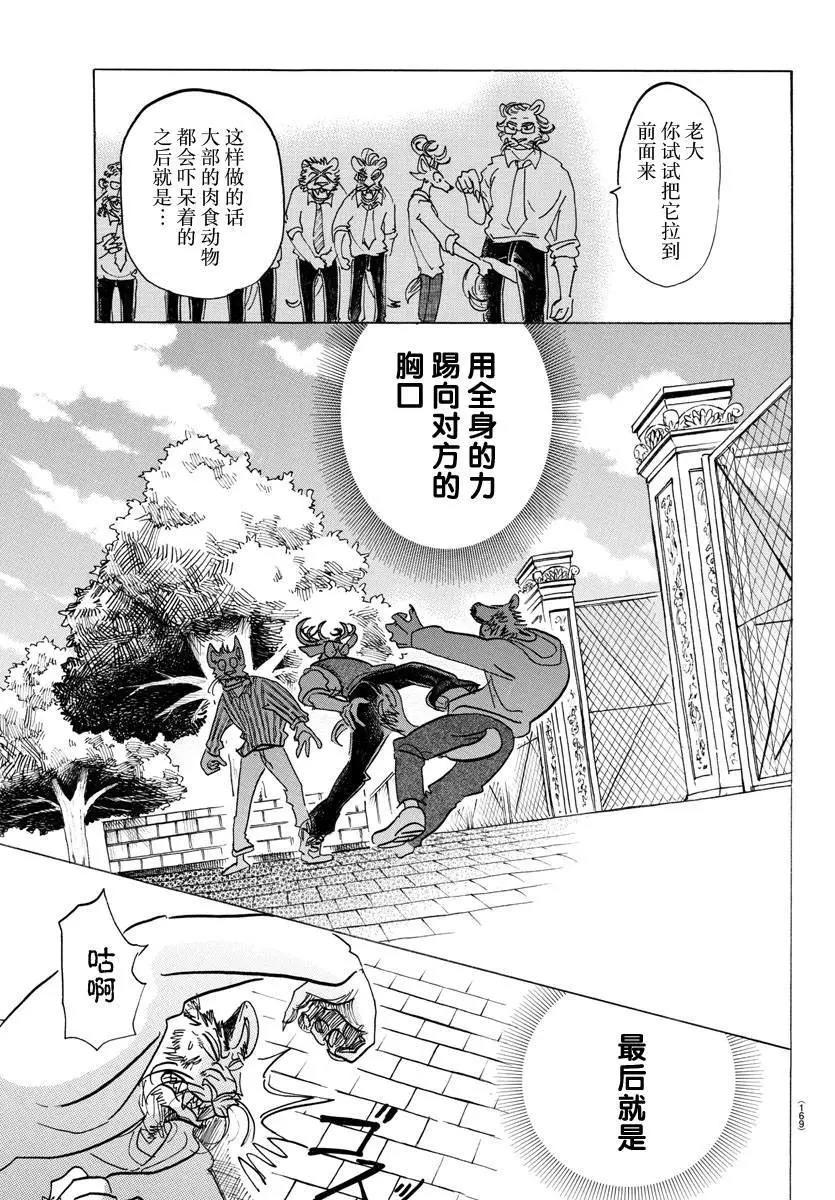 老大
你试试把它拉到
前面来
这样做的话
大部的肉食动物
都会吓呆着的
之后就是…
用全身的力
踢向对方的
胸口
咕啊
最后就是
ゴス
(169)